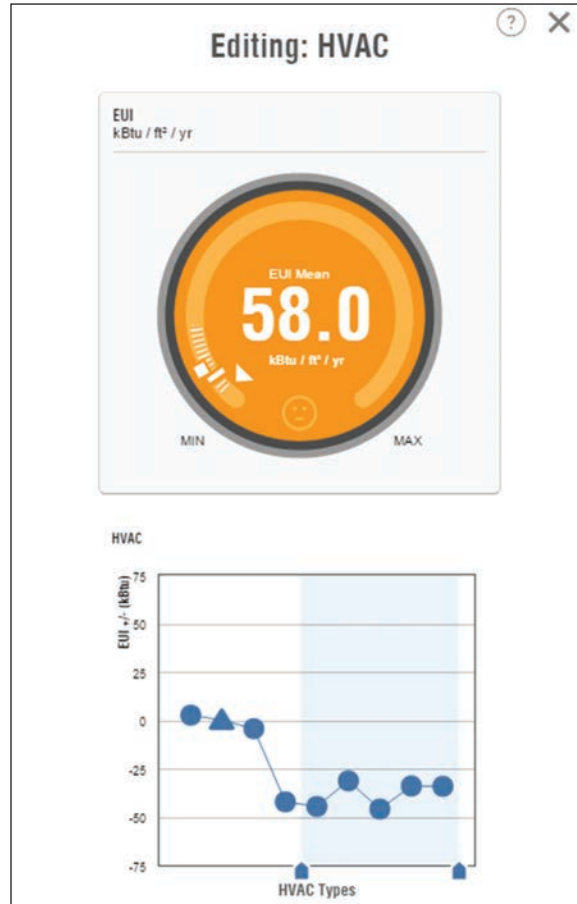 ?
Editing: HVAC
EUI
kBtu / ft² / yr
EUI Mean
58.0
kBtu / ft² / yr
MIN
MAX
HVAC
EUI +/- (kBtu)
75
50
25
0
-25
-50
-75
HVAC Types